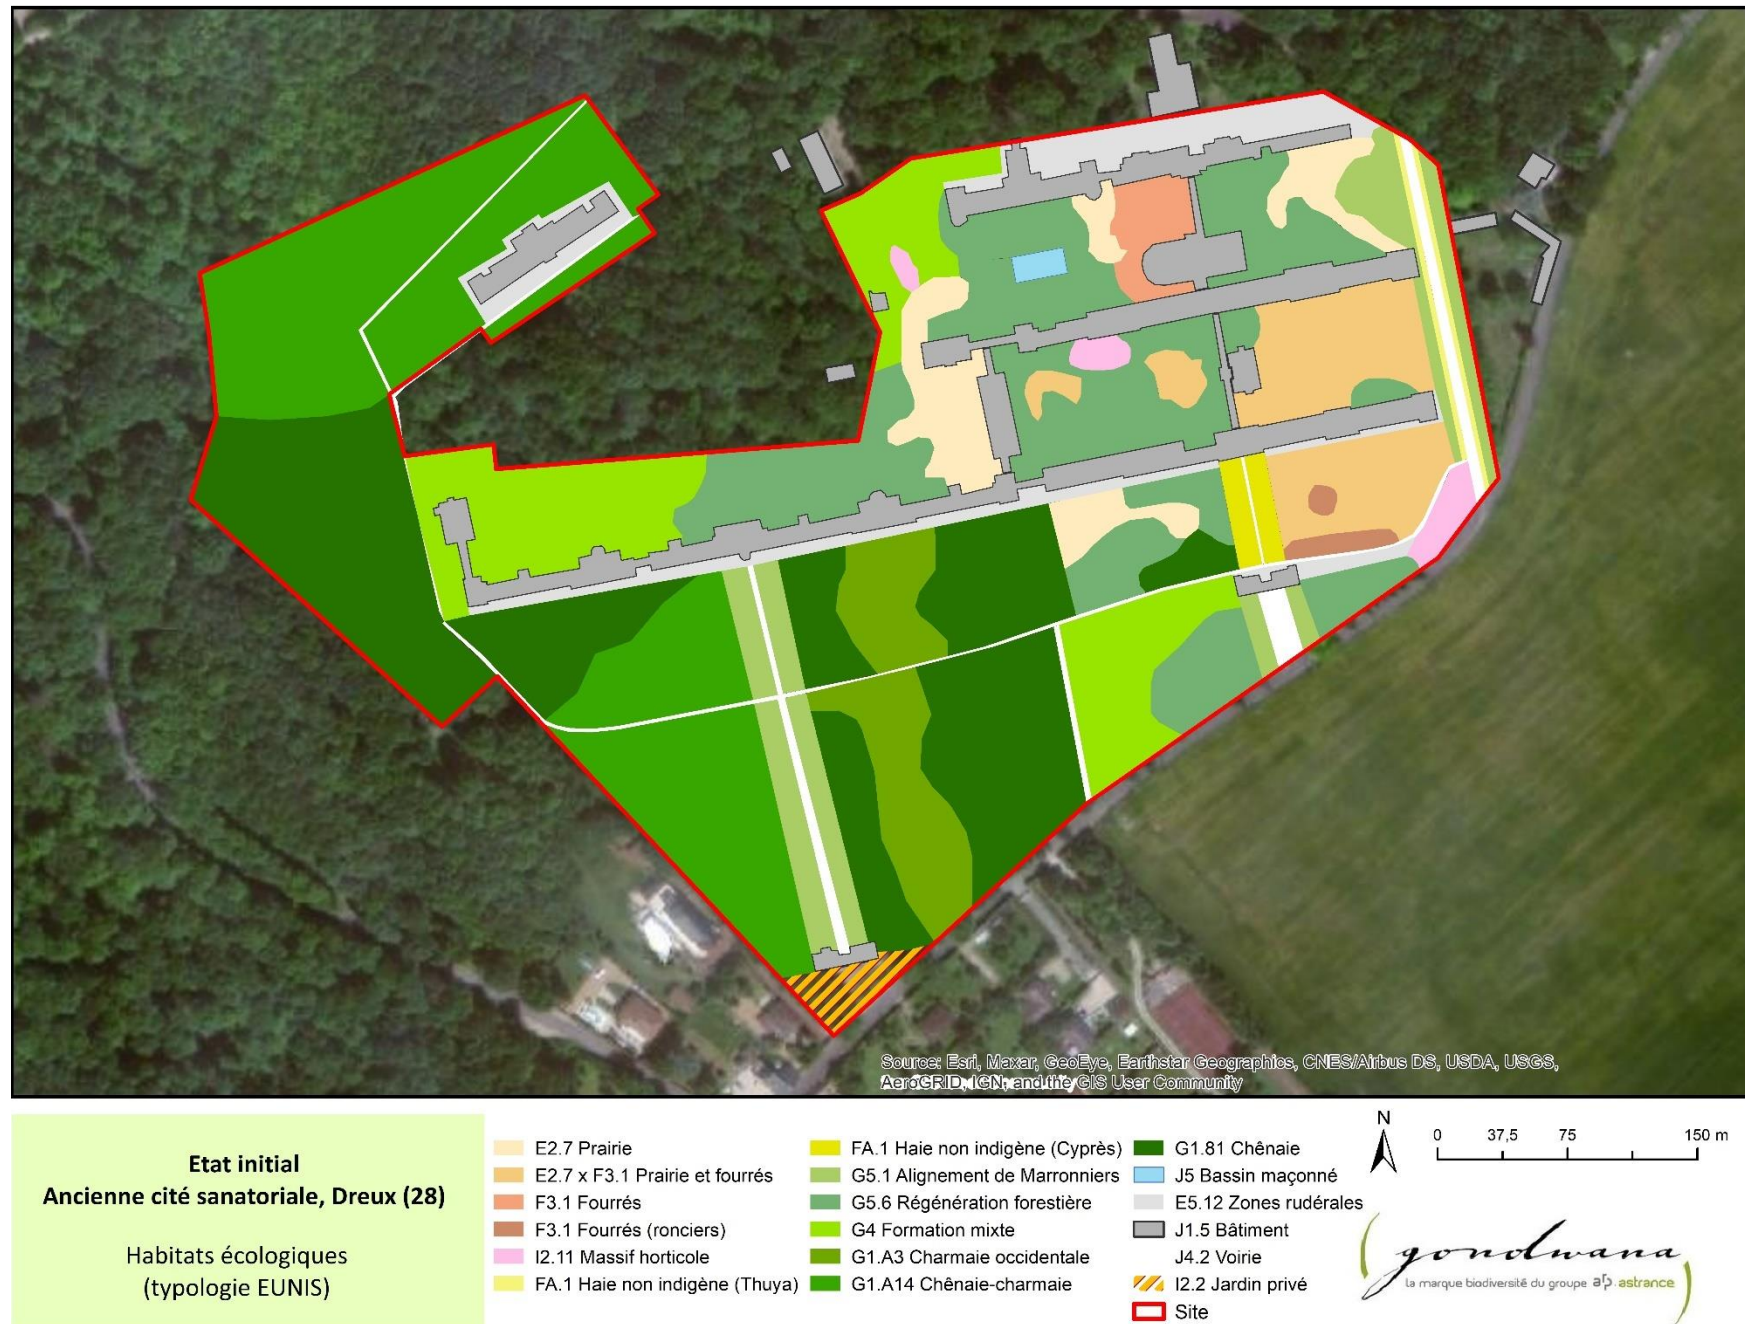 Source: Esri, Maxar, GeoEye, Earthstar Geographics, CNES/Airbus DS, USDA, USGS,
AeroGRID, IGN, and the GIS User Community
Etat initial
Ancienne cité sanatoriale, Dreux (28)
Habitats écologiques
(typologie EUNIS)
E2.7 Prairie
E2.7 x F3.1 Prairie et fourrés
F3.1 Fourrés
F3.1 Fourrés (ronciers)
I2.11 Massif horticole
FA.1 Haie non indigène (Thuya)
FA.1 Haie non indigène (Cyprès)
G5.1 Alignement de Marronniers
G5.6 Régénération forestière
G4 Formation mixte
G1.A3 Charmaie occidentale
G1.A14 Chênaie-charmaie
G1.81 Chênaie
J5 Bassin maçonné
E5.12 Zones rudérales
J1.5 Bâtiment
J4.2 Voirie
I2.2 Jardin privé
Site
N
0 37,5 75 150 m
gondwana
la marque biodiversité du groupe a!p. astrance